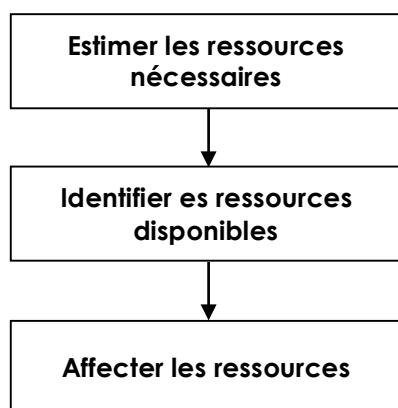 Estimer les ressources
nécessaires
Identifier es ressources
disponibles
Affecter les ressources